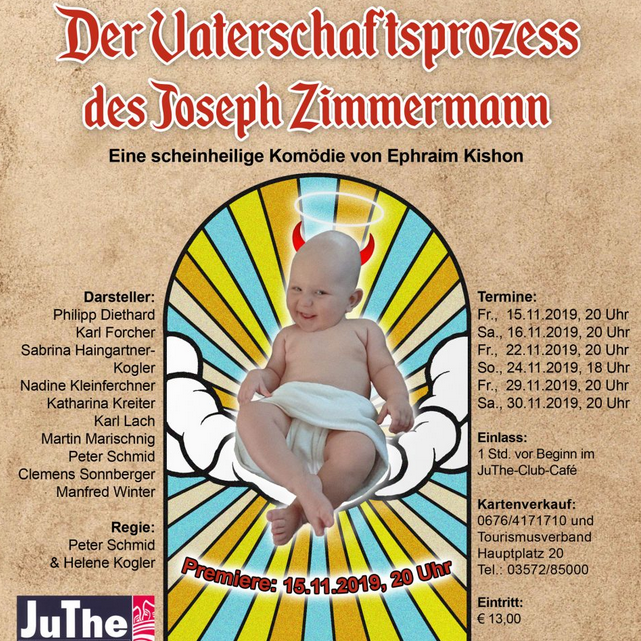 Der Vaterschaftsprozess
des Joseph Zimmermann
Eine scheinheilige Komödie von Ephraim Kishon
Darsteller:
Philipp Diethard
Karl Forcher
Sabrina Haingartner-
Kogler
Nadine Kleinferchner
Katharina Kreiter
Karl Lach
Martin Marischnig
Peter Schmid
Clemens Sonnberger
Manfred Winter
Regie:
Peter Schmid
& Helene Kogler
JuThe
Premiere: 15.11.2019, 20 Uhr
Termine:
Fr., 15.11.2019, 20 Uhr
Sa., 16.11.2019, 20 Uhr
Fr., 22.11.2019, 20 Uhr
So., 24.11.2019, 18 Uhr
Fr., 29.11.2019, 20 Uhr
Sa., 30.11.2019, 20 Uhr
Einlass:
1 Std. vor Beginn im
JuThe-Club-Café
Kartenverkauf:
0676/4171710 und
Tourismusverband
Hauptplatz 20
Tel.: 03572/85000
Eintritt:
€ 13,00